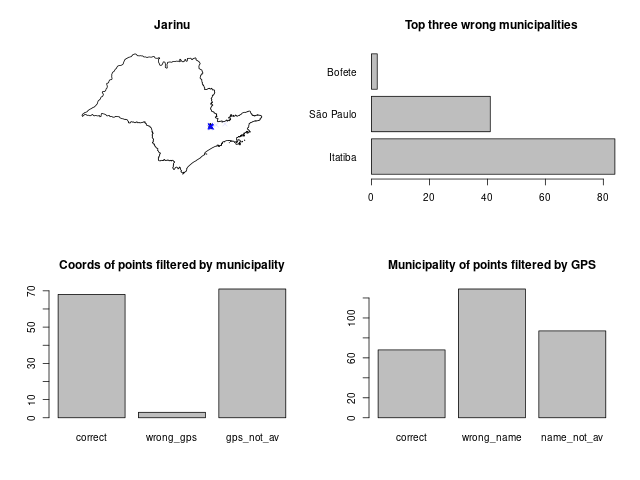 Jarinu
Top three wrong municipalities
Bofete
São Paulo
Itatiba
0 20 40 60 80
Coords of points filtered by municipality
70
50
30
10
0
correct wrong_gps gps_not_av
Municipality of points filtered by GPS
100
60
20
0
correct wrong_name name_not_av